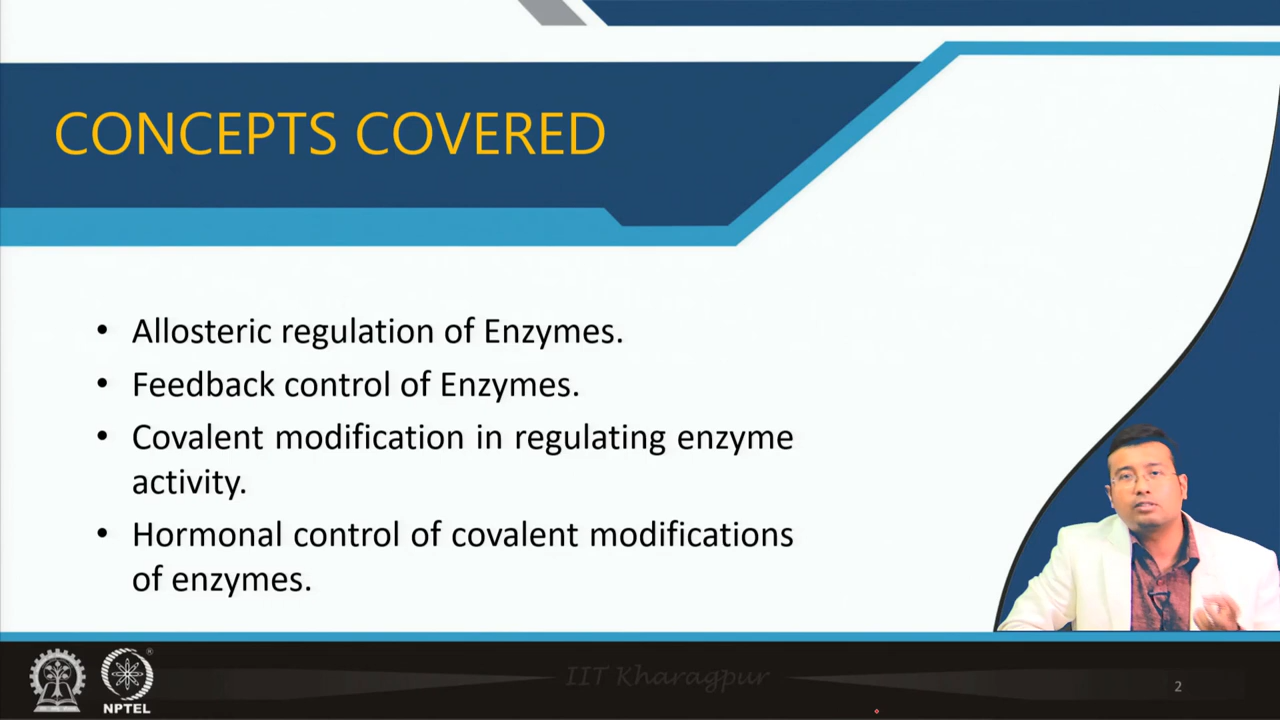 CONCEPTS COVERED
• Allosteric regulation of Enzymes.
• Feedback control of Enzymes.
• Covalent modification in regulating enzyme
activity.
• Hormonal control of covalent modifications
of enzymes.
IIT Kharagpur
NPTEL
2